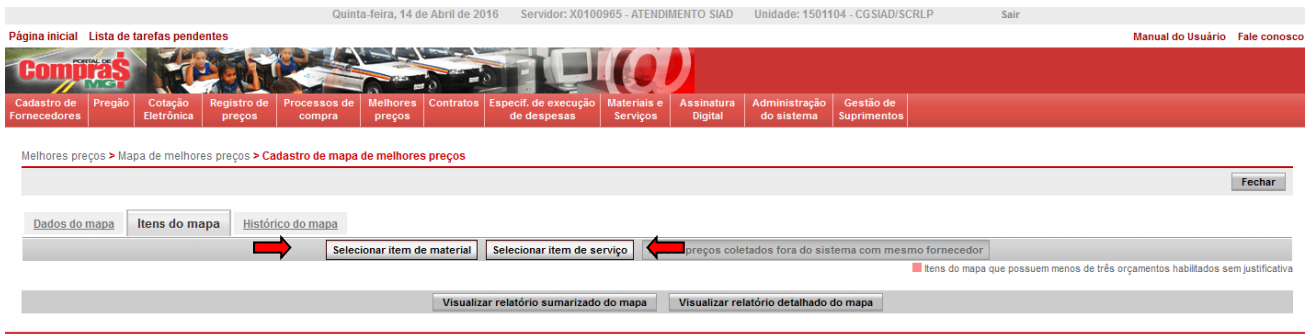 Quinta-feira, 14 de Abril de 2016 Servidor: X0100965 - ATENDIMENTO SIAD Unidade: 1501104 - CGSIAD/SCRLP Sair
Página inicial Lista de tarefas pendentes Manual do Usuário Fale conosco
PORTAL DE
Compras
MG
@
Cadastro de Fornecedores Pregão Cotação Eletrônica Registro de preços Processos de compra Melhores preços Contratos Especif. de execução de despesas Materiais e Serviços Assinatura Digital Administração do sistema Gestão de Suprimentos
Melhores preços > Mapa de melhores preços > Cadastro de mapa de melhores preços
Fechar
Dados do mapa Itens do mapa Histórico do mapa
Selecionar item de material Selecionar item de serviço preços coletados fora do sistema com mesmo fornecedor
Itens do mapa que possuem menos de três orçamentos habilitados sem justificativa
Visualizar relatório sumarizado do mapa Visualizar relatório detalhado do mapa